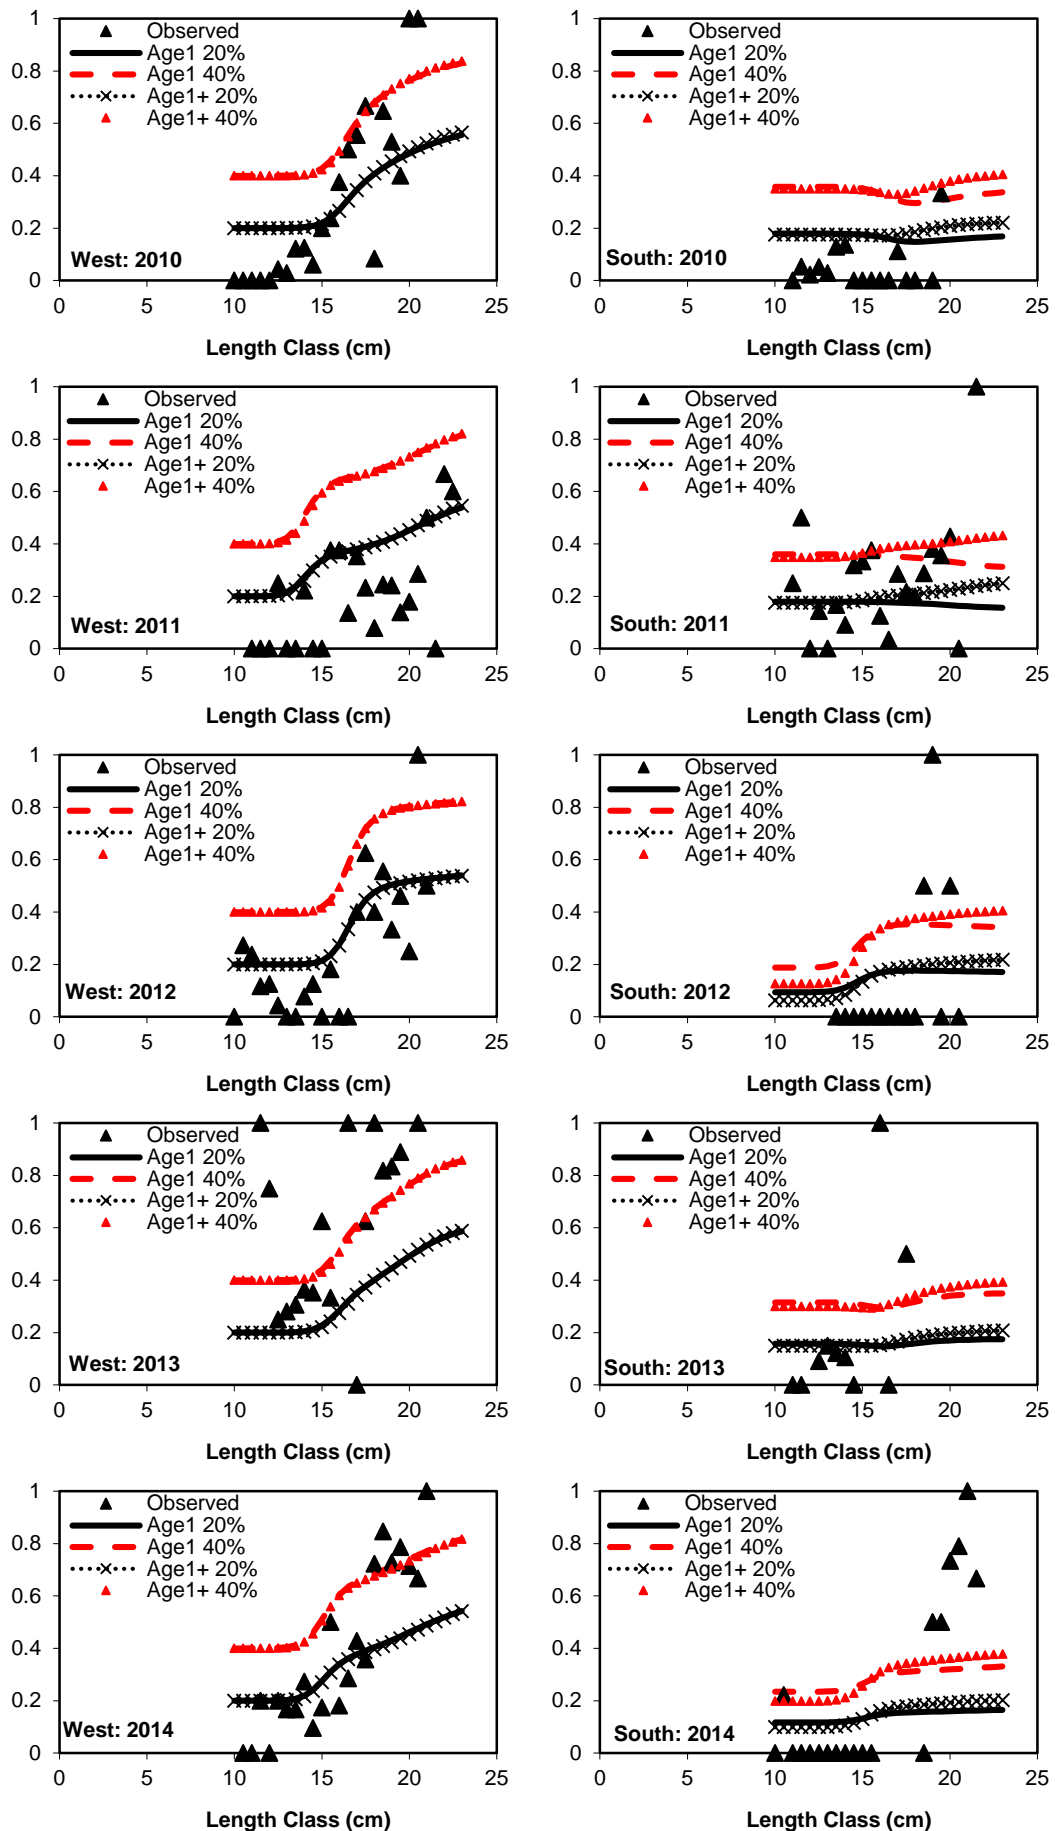 1
0.8
0.6
0.4
0.2
0
Observed
Age1 20%
Age1 40%
Age1+ 20%
Age1+ 40%
West: 2010
0 5 10 15 20 25
Length Class (cm)
1
0.8
0.6
0.4
0.2
0
Observed
Age1 20%
Age1 40%
Age1+ 20%
Age1+ 40%
South: 2010
0 5 10 15 20 25
Length Class (cm)
1
0.8
0.6
0.4
0.2
0
Observed
Age1 20%
Age1 40%
Age1+ 20%
Age1+ 40%
West: 2011
0 5 10 15 20 25
Length Class (cm)
1
0.8
0.6
0.4
0.2
0
Observed
Age1 20%
Age1 40%
Age1+ 20%
Age1+ 40%
South: 2011
0 5 10 15 20 25
Length Class (cm)
1
0.8
0.6
0.4
0.2
0
Observed
Age1 20%
Age1 40%
Age1+ 20%
Age1+ 40%
West: 2012
0 5 10 15 20 25
Length Class (cm)
1
0.8
0.6
0.4
0.2
0
Observed
Age1 20%
Age1 40%
Age1+ 20%
Age1+ 40%
South: 2012
0 5 10 15 20 25
Length Class (cm)
1
0.8
0.6
0.4
0.2
0
Observed
Age1 20%
Age1 40%
Age1+ 20%
Age1+ 40%
West: 2013
0 5 10 15 20 25
Length Class (cm)
1
0.8
0.6
0.4
0.2
0
Observed
Age1 20%
Age1 40%
Age1+ 20%
Age1+ 40%
South: 2013
0 5 10 15 20 25
Length Class (cm)
1
0.8
0.6
0.4
0.2
0
Observed
Age1 20%
Age1 40%
Age1+ 20%
Age1+ 40%
West: 2014
0 5 10 15 20 25
Length Class (cm)
1
0.8
0.6
0.4
0.2
0
Observed
Age1 20%
Age1 40%
Age1+ 20%
Age1+ 40%
South: 2014
0 5 10 15 20 25
Length Class (cm)